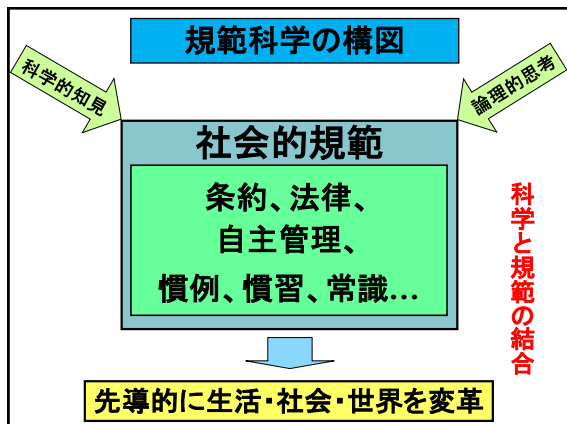 規範科学の構図
科学的知見
論理的思考
社会的規範
条約、法律、
自主管理、
慣例、慣習、常識…
科学と規範の結合
先導的に生活・社会・世界を変革